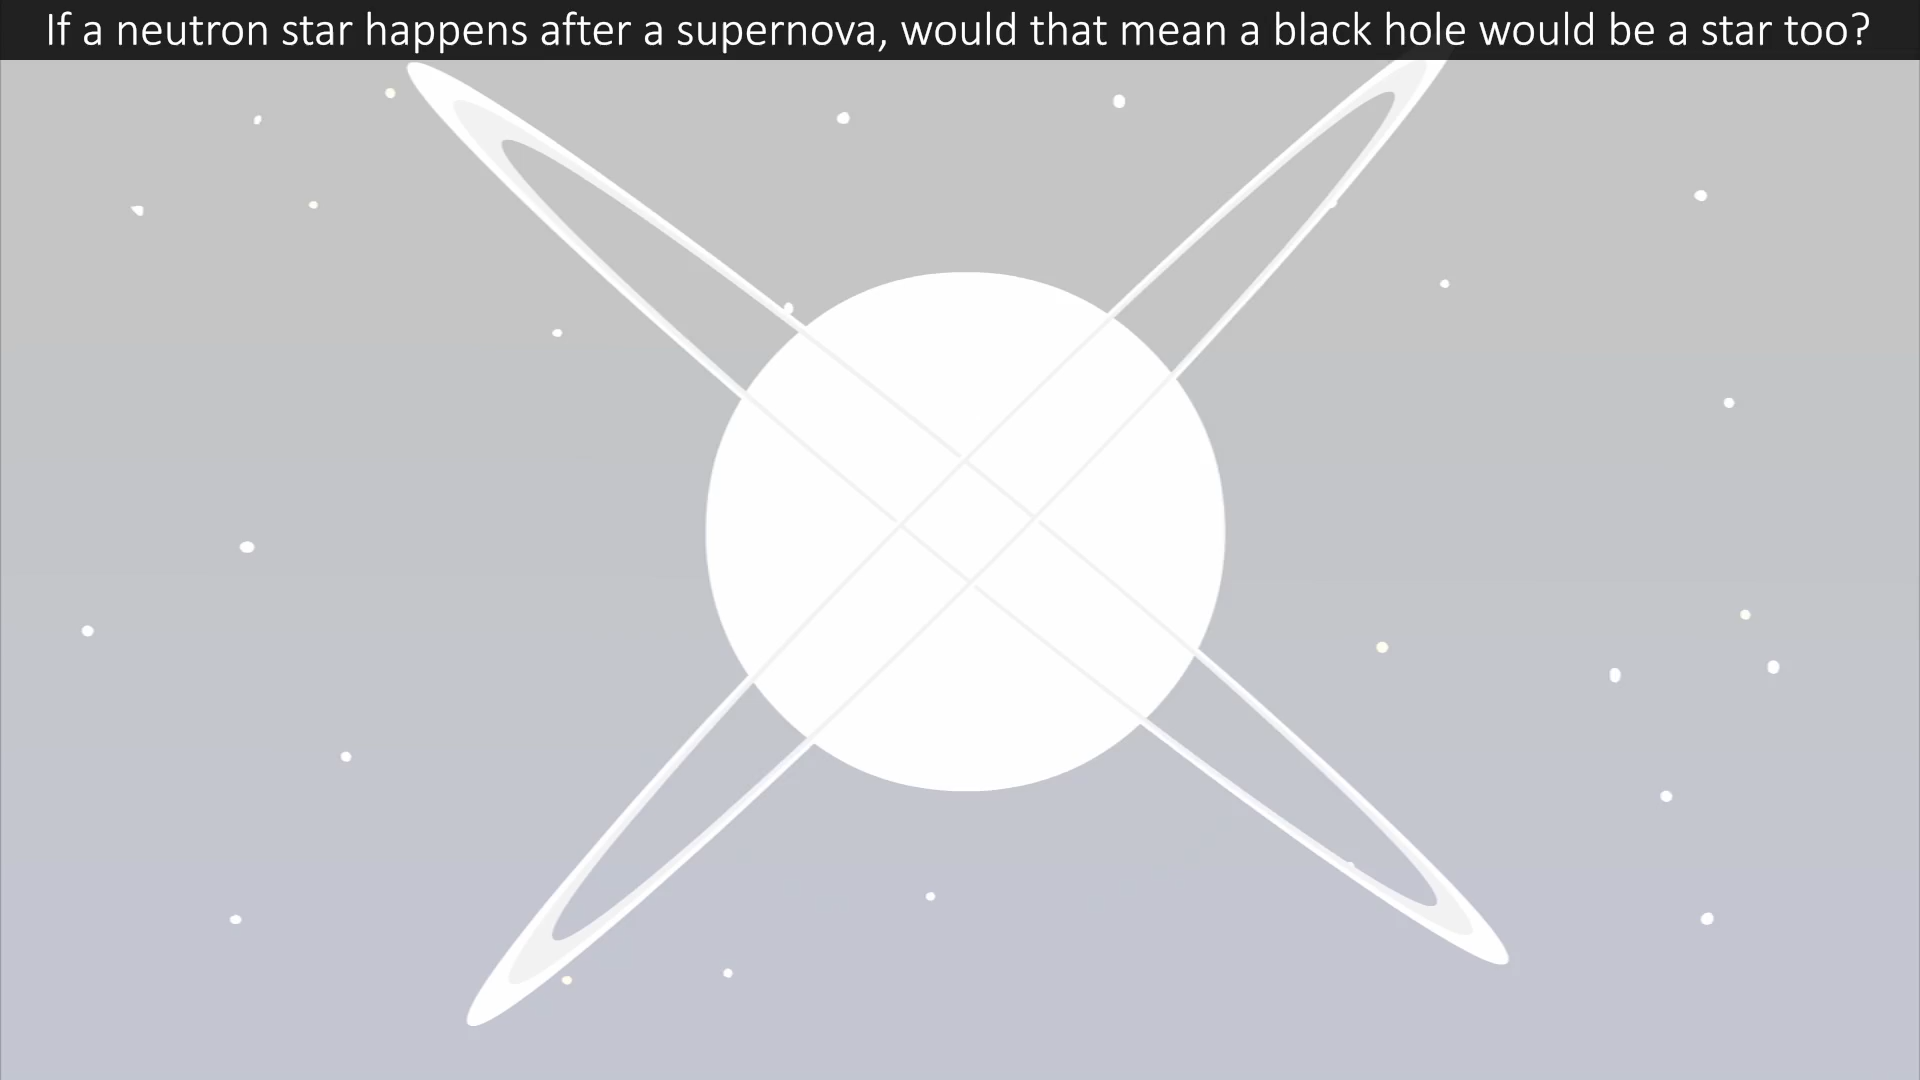 If a neutron star happens after a supernova, would that mean a black hole would be a star too?